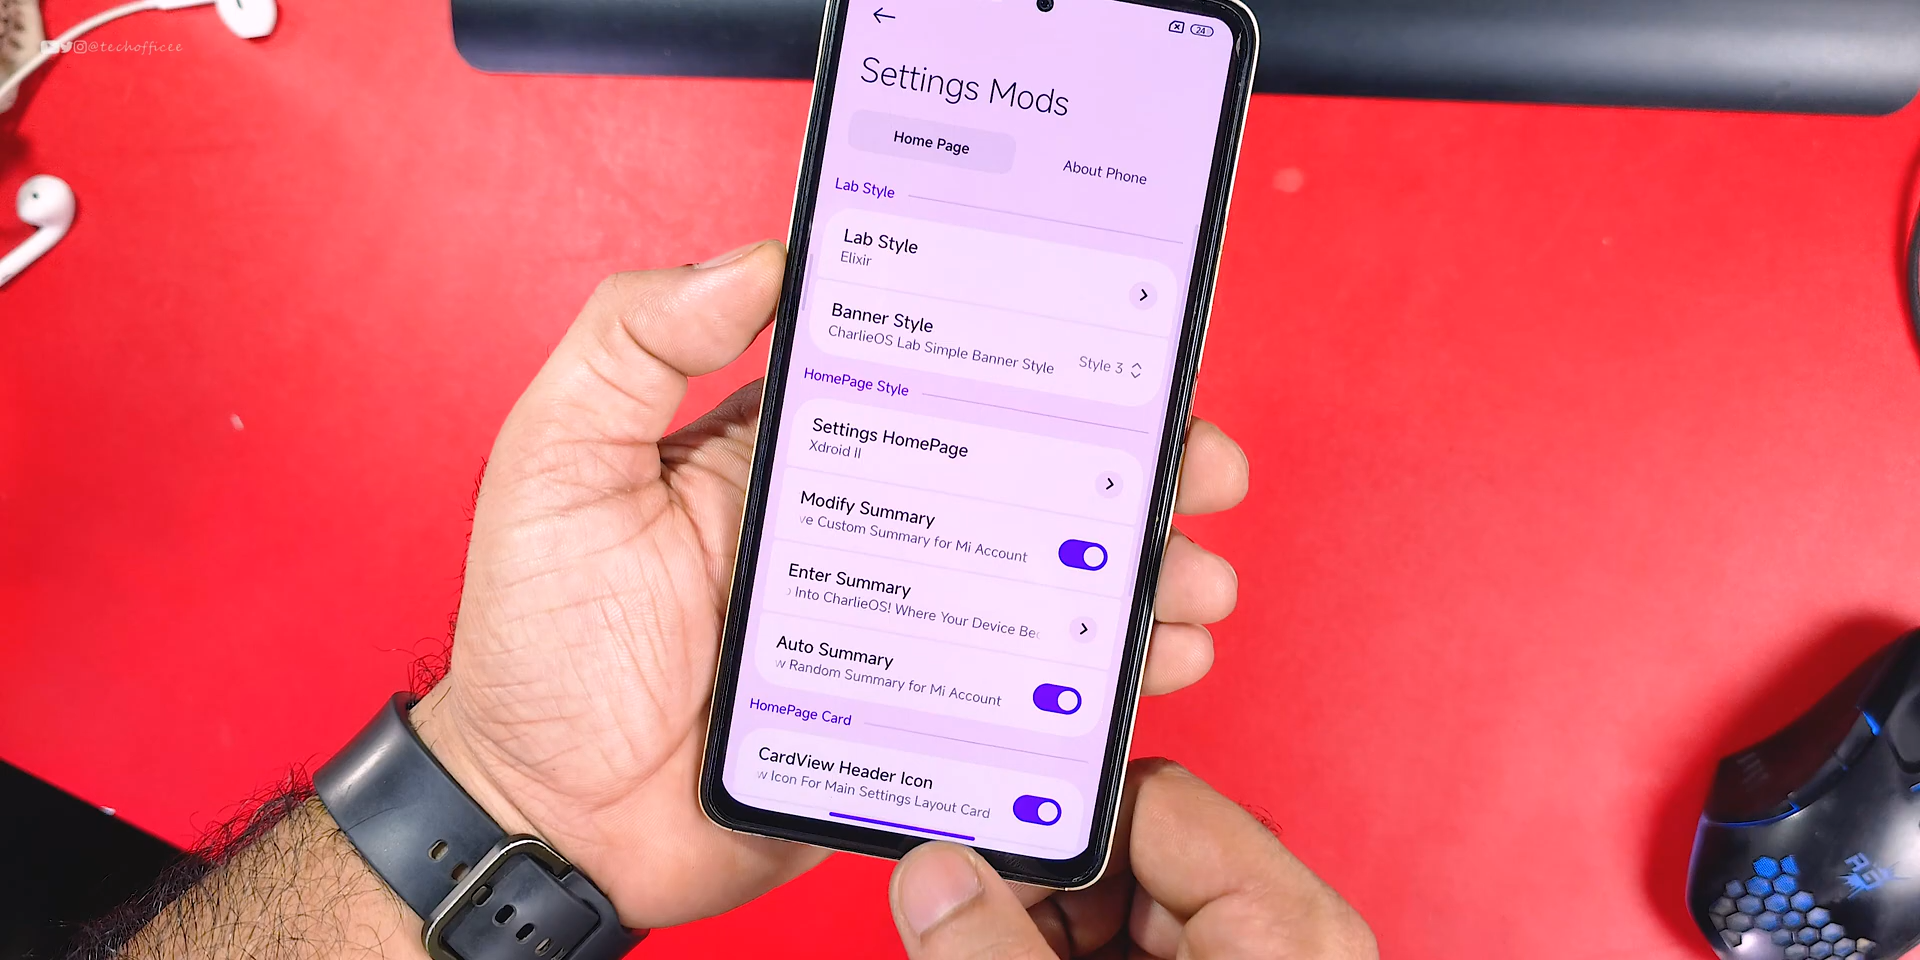 @techofficee
24
Settings Mods
Home Page
About Phone
Lab Style
Lab Style
Elixir
Banner Style
CharlieOS Lab Simple Banner Style
Style 3
HomePage Style
Settings HomePage
Xdroid II
Modify Summary
ve Custom Summary for Mi Account
Enter Summary
Into CharlieOS! Where Your Device Bec
Auto Summary
w Random Summary for Mi Account
HomePage Card
CardView Header Icon
w Icon For Main Settings Layout Card